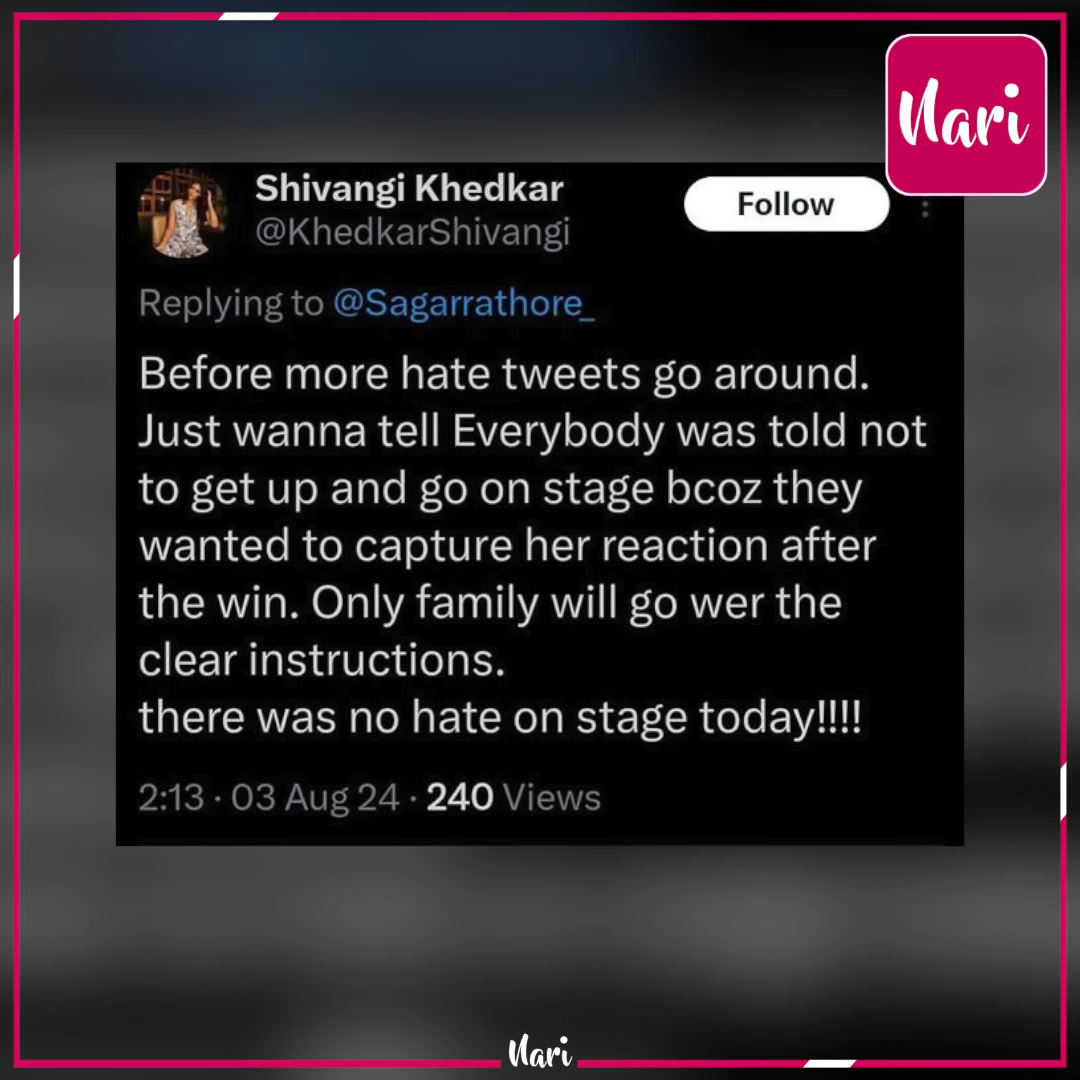 Nari
Shivangi Khedkar
Follow
@KhedkarShivangi
Replying to @Sagarrathore_
Before more hate tweets go around.
Just wanna tell Everybody was told not
to get up and go on stage bcoz they
wanted to capture her reaction after
the win. Only family will go wer the
clear instructions.
there was no hate on stage today!!!!
2:13 · 03 Aug 24 · 240 Views
Nari